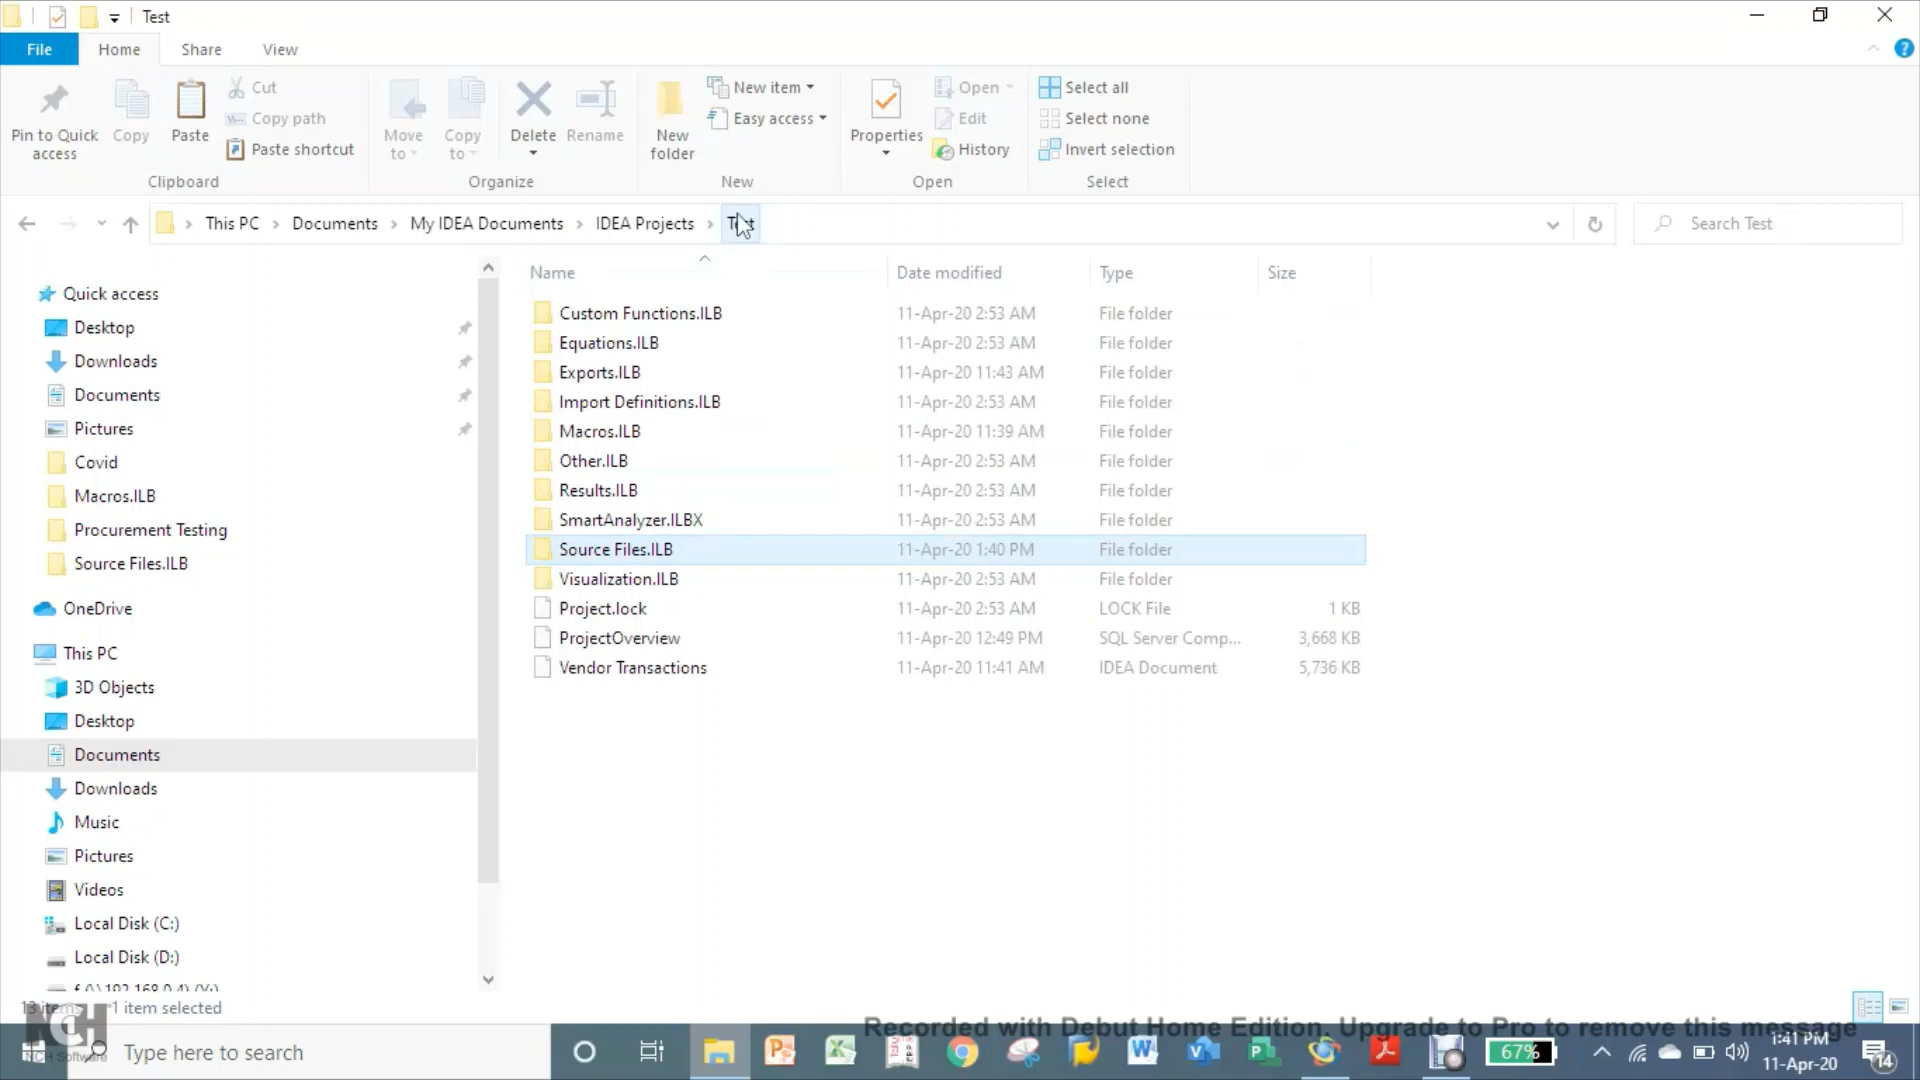 Test
File Home Share View
Pin to Quick access
Copy
Paste
Cut
Copy path
Paste shortcut
Clipboard
Move to
Copy to
Delete
Rename
Organize
New folder
New item
Easy access
New
Properties
Open
Edit
History
Open
Select all
Select none
Invert selection
Select
This PC > Documents > My IDEA Documents > IDEA Projects > Test
Search Test
Quick access
Desktop
Downloads
Documents
Pictures
Covid
Macros.ILB
Procurement Testing
Source Files.ILB
OneDrive
This PC
3D Objects
Desktop
Documents
Downloads
Music
Pictures
Videos
Local Disk (C:)
Local Disk (D:)
Name Date modified Type Size
Custom Functions.ILB 11-Apr-20 2:53 AM File folder
Equations.ILB 11-Apr-20 2:53 AM File folder
Exports.ILB 11-Apr-20 11:43 AM File folder
Import Definitions.ILB 11-Apr-20 2:53 AM File folder
Macros.ILB 11-Apr-20 11:39 AM File folder
Other.ILB 11-Apr-20 2:53 AM File folder
Results.ILB 11-Apr-20 2:53 AM File folder
SmartAnalyzer.ILBX 11-Apr-20 2:53 AM File folder
Source Files.ILB 11-Apr-20 1:40 PM File folder
Visualization.ILB 11-Apr-20 2:53 AM File folder
Project.lock 11-Apr-20 2:53 AM LOCK File 1 KB
ProjectOverview 11-Apr-20 12:49 PM SQL Server Comp... 3,668 KB
Vendor Transactions 11-Apr-20 11:41 AM IDEA Document 5,736 KB
13 items 1 item selected
NCH
NCH Software
Recorded with Debut Home Edition. Upgrade to Pro to remove this message
Type here to search
67%
1:41 PM
11-Apr-20
14